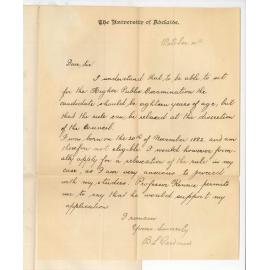 The University of Adelaide,
October
Dear Sir
I understand that, to be able to sit
for the Higher Public Examination the
candidate should be eighteen years of age, but
that the rule can be relaxed at the discretion
of the Council.
I was born on the 20th of November 1882, and am
therefore not eligible. I would however form-
ally apply for a relaxation of the rule in my
case, as I am very anxious to proceed
with my studies. Professor Rennie permits
me to say that he would support my
application
I remain
Yours sincerely